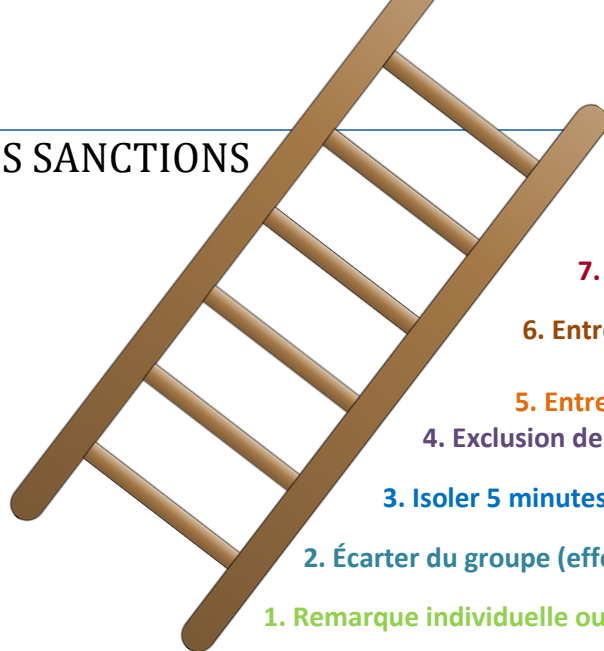 S SANCTIONS
7.
6. Entr
5. Entre
4. Exclusion de
3. Isoler 5 minutes
2. Écarter du groupe (eff
1. Remarque individuelle ou